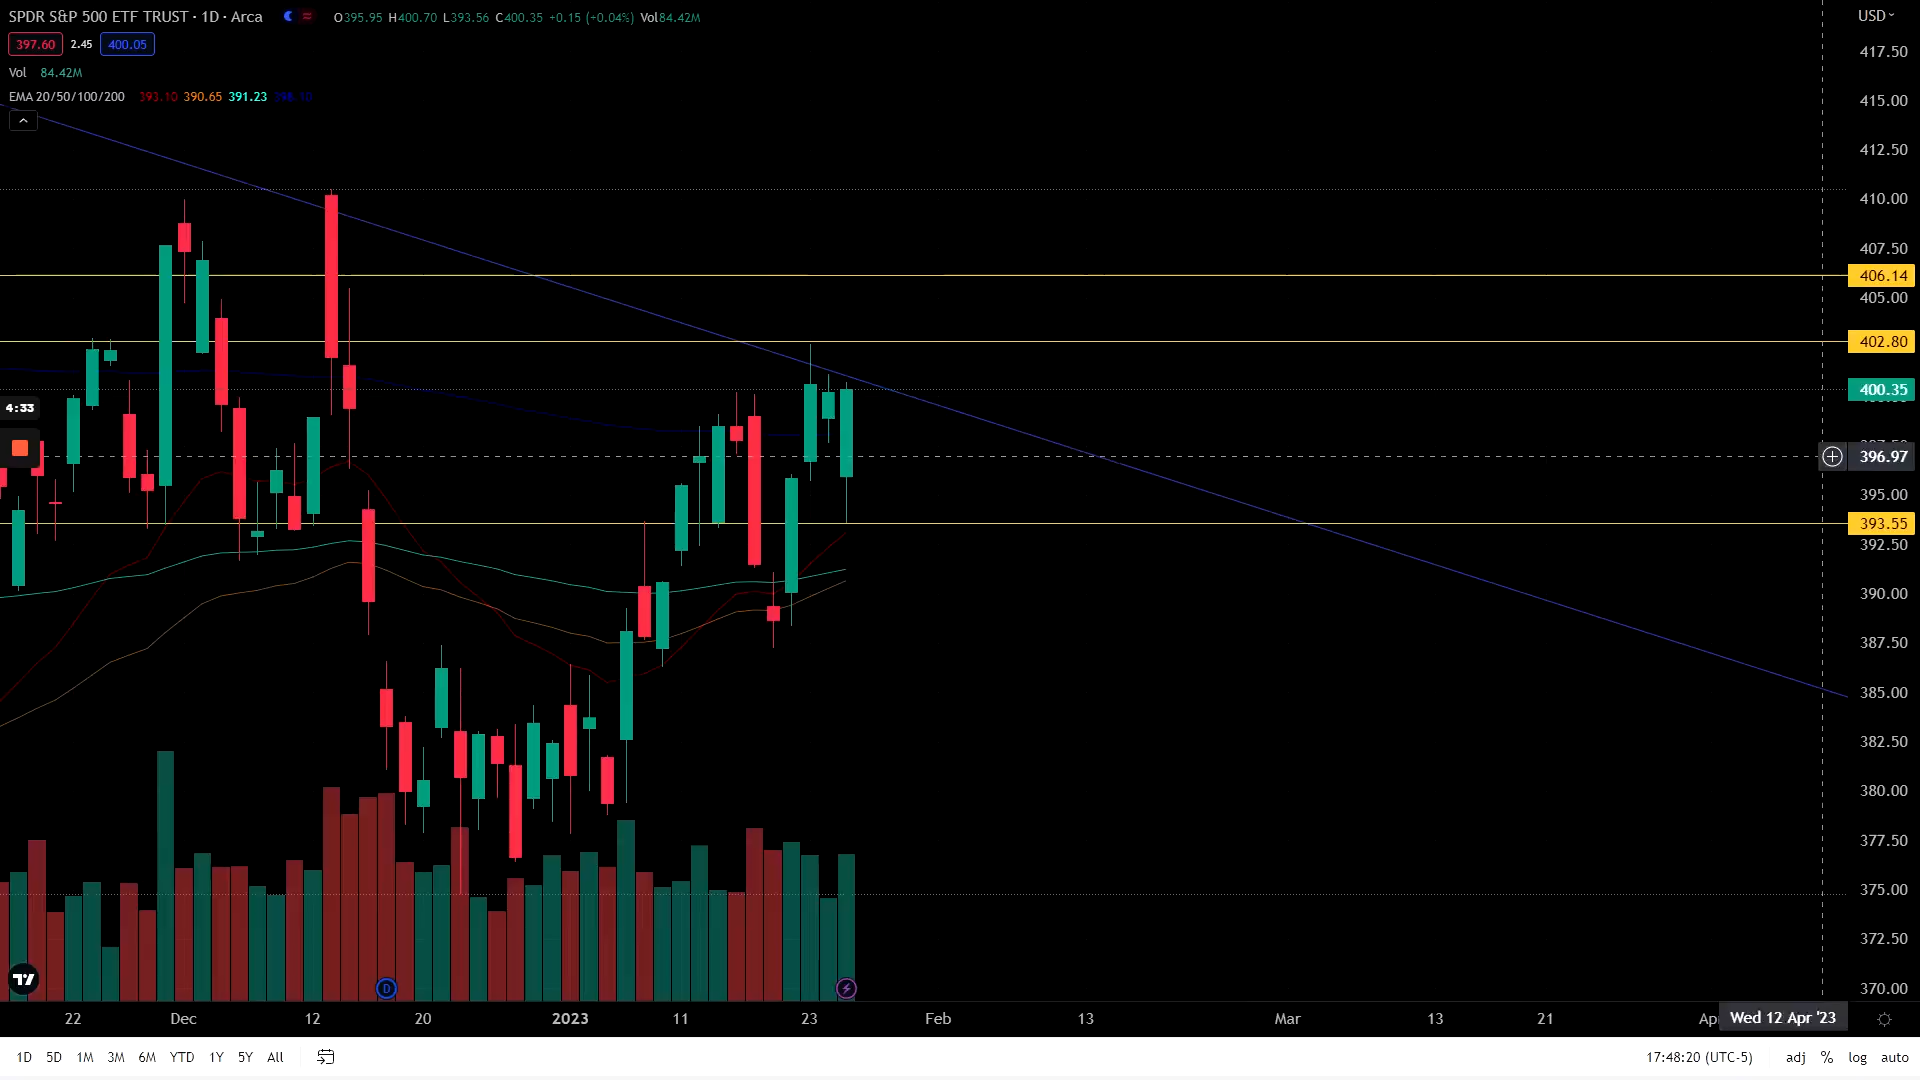 SPDR S&P 500 ETF TRUST · 1D · Arca O395.95 H400.70 L393.56 C400.35 +0.15 (+0.04%) Vol84.42M
397.60 2.45 400.05
Vol 84.42M
EMA 20/50/100/200 393.10 390.65 391.23 398.10
USD
417.50
415.00
412.50
410.00
407.50
406.14
405.00
402.80
400.35
396.97
395.00
393.55
392.50
390.00
387.50
385.00
382.50
380.00
377.50
375.00
372.50
370.00
4:33
D
22 Dec 12 20 2023 11 23 Feb 13 Mar 13 21 Ap Wed 12 Apr '23
1D 5D 1M 3M 6M YTD 1Y 5Y All 17:48:20 (UTC-5) adj % log auto